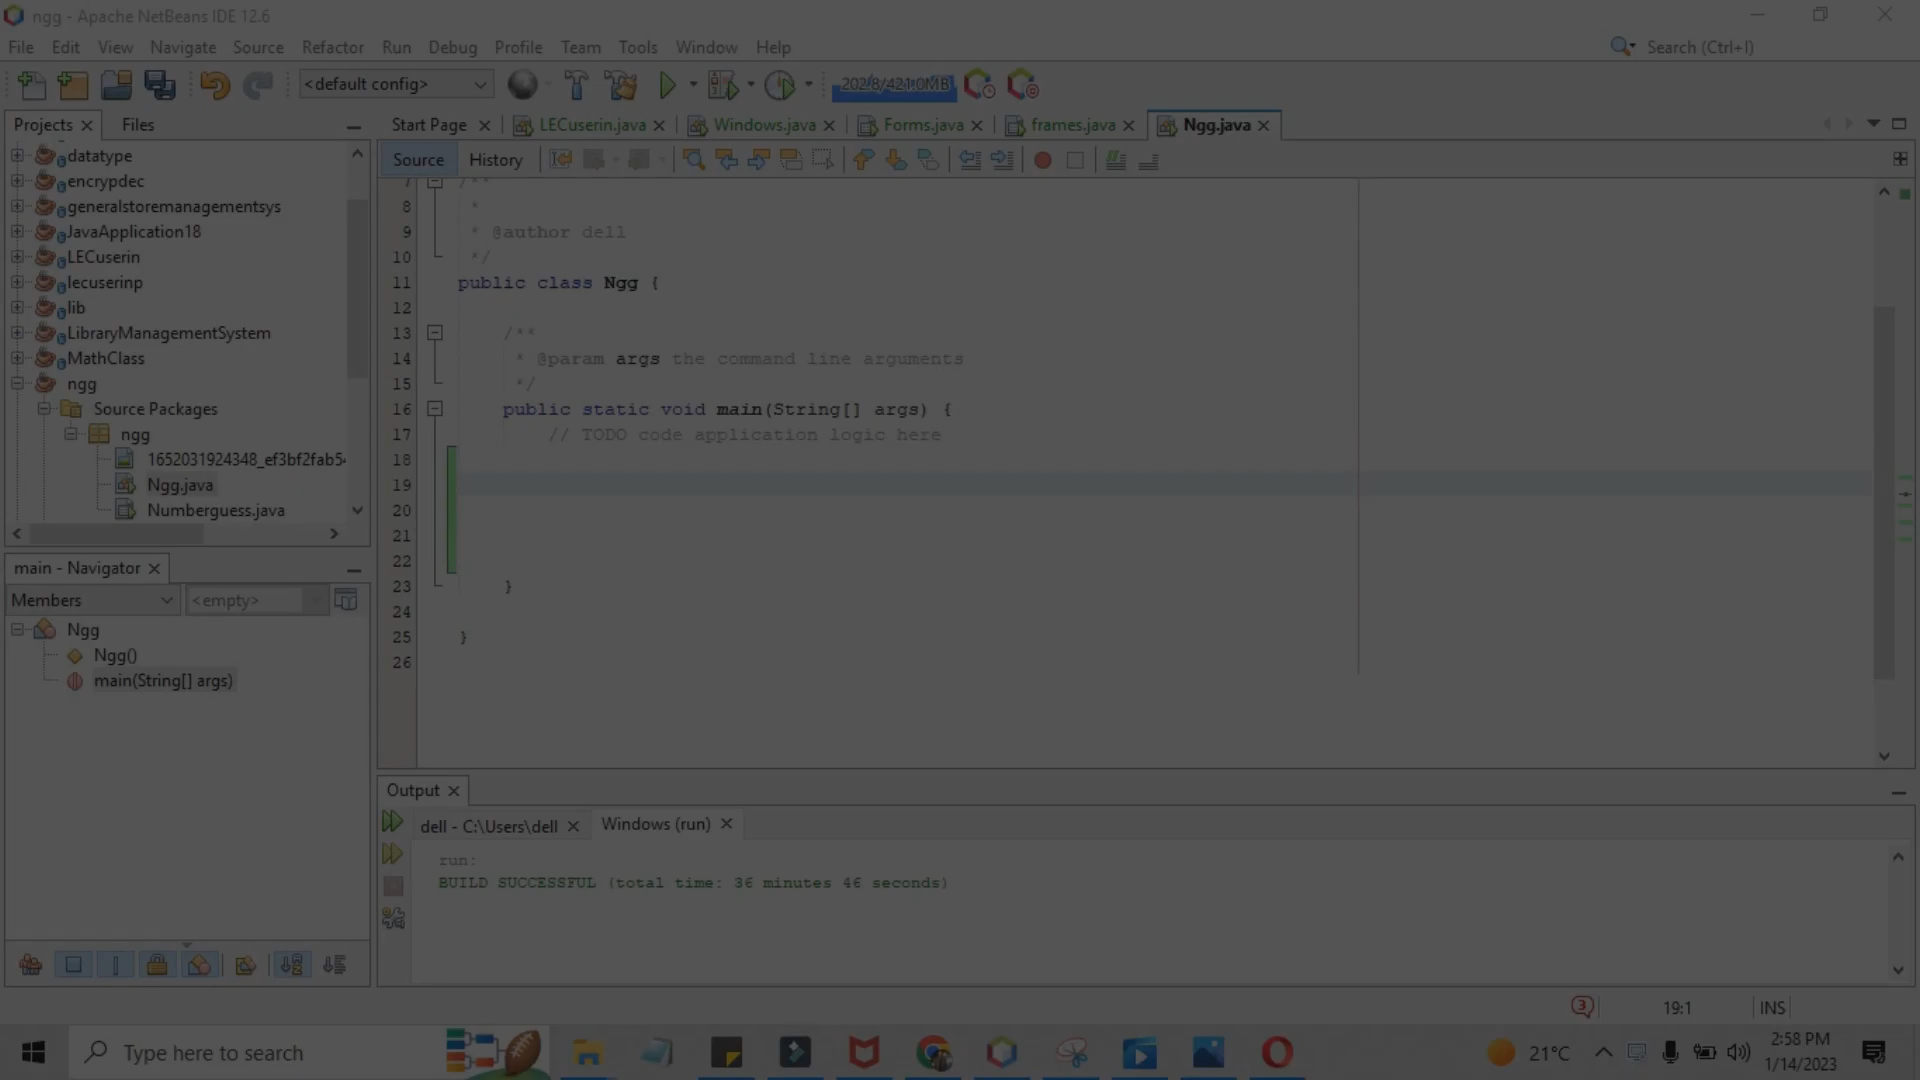 ngg - Apache NetBeans IDE 12.6
File Edit View Navigate Source Refactor Run Debug Profile Team Tools Window Help
Search (Ctrl+I)
<default config>
202.8/421.0MB
Projects Files
Start Page LECuserin.java Windows.java Forms.java frames.java Ngg.java
Source History
datatype
encrypdec
generalstoremanagementsys
JavaApplication18
LECuserin
lecuserinp
lib
LibraryManagementSystem
MathClass
ngg
Source Packages
ngg
1652031924348_ef3bf2fab54
Ngg.java
Numberguess.java
7 /**
8 *
9 * @author dell
10 */
11 public class Ngg {
12
13 /**
14 * @param args the command line arguments
15 */
16 public static void main(String[] args) {
17 // TODO code application logic here
18
19
20
21
22
23 }
24
25 }
26
main - Navigator
Members <empty>
Ngg
Ngg()
main(String[] args)
Output
dell - C:\Users\dell Windows (run)
run:
BUILD SUCCESSFUL (total time: 36 minutes 46 seconds)
3 19:1 INS
Type here to search
21°C
2:58 PM
1/14/2023